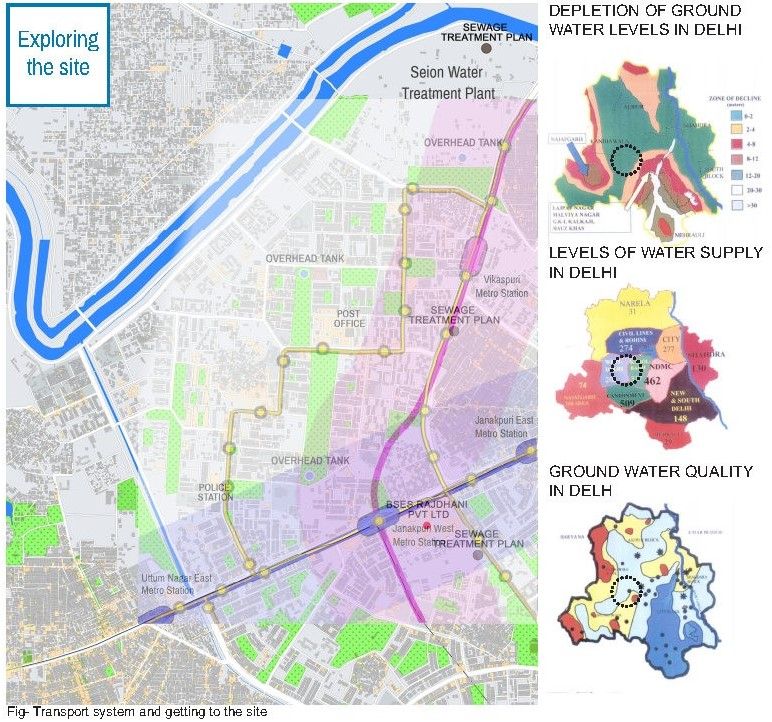 Exploring
the site
SEWAGE
TREATMENT PLAN
Seion Water
Treatment Plant
OVERHEAD TANK
OVERHEAD TANK
Vikaspuri
Metro Station
POST
OFFICE
SEWAGE
TREATMENT PLAN
Janakpuri East
Metro Station
OVERHEAD TANK
POLICE
STATION
BSES RAJDHANI
PVT LTD
Janakpuri West
Metro Station
SEWAGE
TREATMENT PLAN
Uttum Nagar East
Metro Station
Fig- Transport system and getting to the site
DEPLETION OF GROUND
WATER LEVELS IN DELHI
ZONE OF DECLINE
(meters)
0-2
2-4
4-8
8-12
12-20
20-30
>30
NAJAFGARH
ALIPUR
SHAHDRA
KANJHAWALA
BLOCK
MALVIYA NAGAR
G.K-I, KALKAJI,
HAUZ KHAS
MEHRAULI
LEVELS OF WATER SUPPLY
IN DELHI
NARELA
31
CIVIL LINES
& ROHINI
274
CITY
277
SHAHDRA
130
NDMC
462
74
NAJAFGARH
CANTONMENT
509
NEW
& SOUTH
DELHI
148
GROUND WATER QUALITY
IN DELH
HARYANA
UTTAR PRADESH